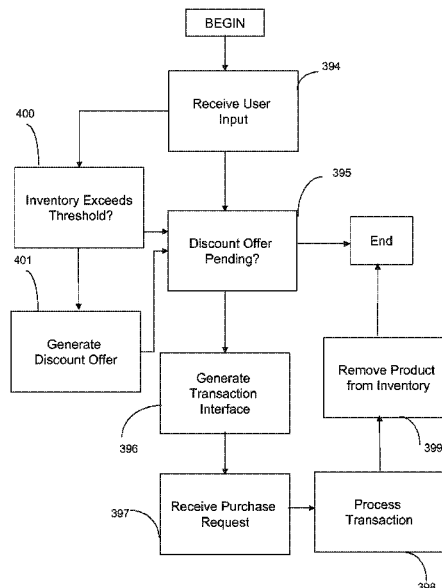 BEGIN
394
Receive User
Input
400
395
Inventory Exceeds
Threshold?
Discount Offer
Pending?
End
401
Generate
Discount Offer
Generate
Transaction
Interface
Remove Product
from Inventory
396
399
397
Receive Purchase
Request
Process
Transaction
398